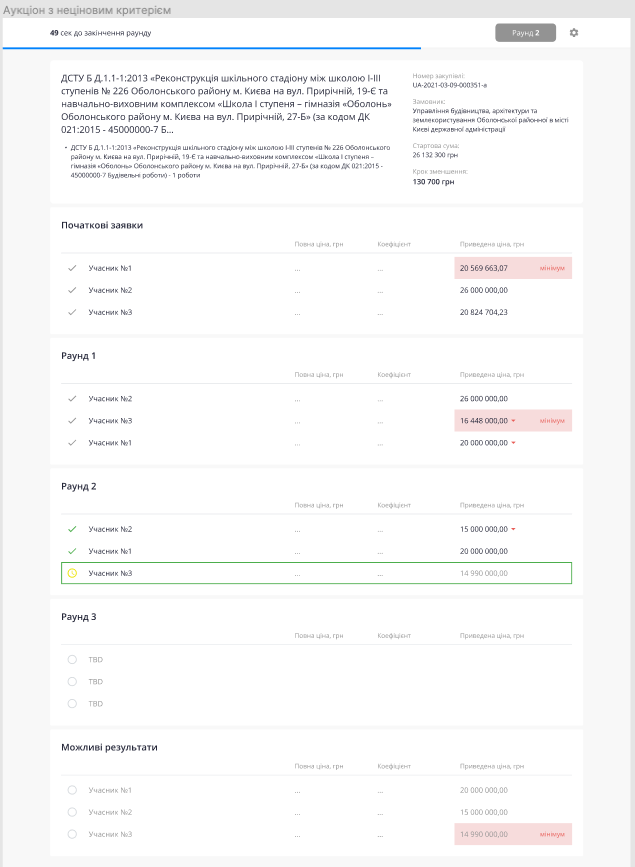 Аукціон з неціновим критерієм
49 сек до закінчення раунду
Раунд 2
ДСТУ Б Д.1.1-1:2013 «Реконструкція шкільного стадіону між школою І-ІІІ
ступенів № 226 Оболонського району м. Києва на вул. Прирічній, 19-Є та
навчально-виховним комплексом «Школа І ступеня – гімназія «Оболонь»
Оболонського району м. Києва на вул. Прирічній, 27-Б» (за кодом ДК
021:2015 - 45000000-7 Б...
• ДСТУ Б Д.1.1-1:2013 «Реконструкція шкільного стадіону між школою І-ІІІ ступенів № 226 Оболонського
району м. Києва на вул. Прирічній, 19-Є та навчально-виховним комплексом «Школа І ступеня –
гімназія «Оболонь» Оболонського району м. Києва на вул. Прирічній, 27-Б» (за кодом ДК 021:2015 -
45000000-7 Будівельні роботи) - 1 роботи
Номер закупівлі:
UA-2021-03-09-000351-a
Замовник:
Управління будівництва, архітектури та
землекористування Оболонської районної в місті
Києві державної адміністрації
Стартова сума:
26 132 300 грн
Крок зменшення:
130 700 грн
Початкові заявки
Повна ціна, грн Коефіцієнт Приведена ціна, грн
Учасник №1 ... ... 20 569 663,07 мінімум
Учасник №2 ... ... 26 000 000,00
Учасник №3 ... ... 20 824 704,23
Раунд 1
Повна ціна, грн Коефіцієнт Приведена ціна, грн
Учасник №2 ... ... 26 000 000,00
Учасник №3 ... ... 16 448 000,00 мінімум
Учасник №1 ... ... 20 000 000,00
Раунд 2
Повна ціна, грн Коефіцієнт Приведена ціна, грн
Учасник №2 ... ... 15 000 000,00
Учасник №1 ... ... 20 000 000,00
Учасник №3 ... ... 14 990 000,00
Раунд 3
Повна ціна, грн Коефіцієнт Приведена ціна, грн
TBD
TBD
TBD
Можливі результати
Повна ціна, грн Коефіцієнт Приведена ціна, грн
Учасник №1 ... ... 20 000 000,00
Учасник №2 ... ... 15 000 000,00
Учасник №3 ... ... 14 990 000,00 мінімум